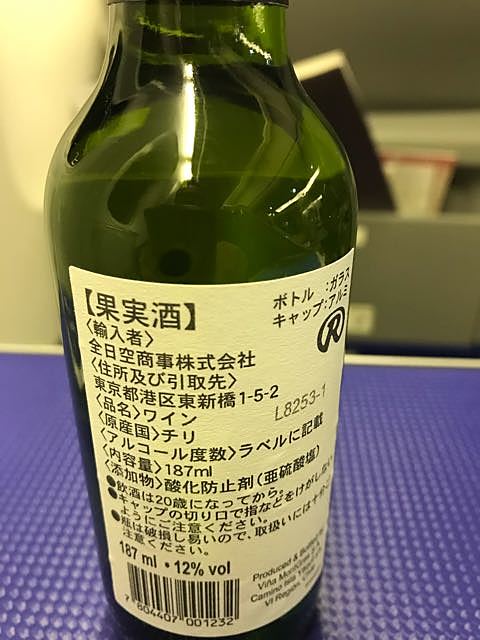 【果実酒】
ボトル :ガラス
キャップ:アルミ
〈輸入者〉
R
全日空商事株式会社
〈住所及び引取先〉
東京都港区東新橋1-5-2
L8253-1
〈品名〉ワイン
〈原産国〉チリ
〈アルコール度数〉ラベルに記載
〈内容量〉187ml
〈添加物〉酸化防止剤(亜硫酸塩)
●飲酒は20歳になってから。
●キャップの切り口で指などをけがしない
ようにご注意ください。
●瓶は破損し易いので、取扱いには十分
注意ください。
187 ml • 12% vol
Produced & Bottled
Viña
Camino
VI Región,
7 804407 001232